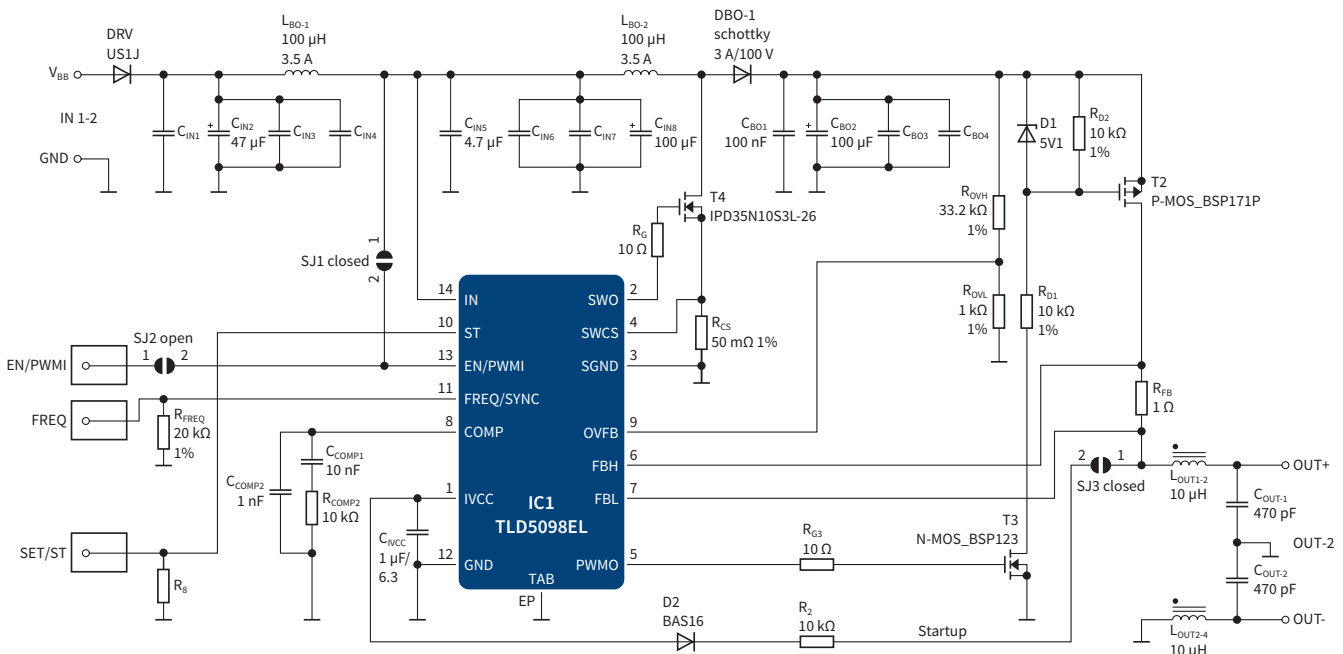 DRV
US1J
V_BB
IN 1-2
GND
L_BO-1
100 µH
3.5 A
L_BO-2
100 µH
3.5 A
DBO-1
schottky
3 A/100 V
C_IN1
C_IN2
47 µF
+
C_IN3
C_IN4
C_IN5
4.7 µF
C_IN6
C_IN7
C_IN8
100 µF
+
C_BO1
100 nF
C_BO2
100 µF
+
C_BO3
C_BO4
D1
5V1
R_D2
10 kΩ
1%
T2
P-MOS_BSP171P
T4
IPD35N10S3L-26
R_G
10 Ω
R_OVH
33.2 kΩ
1%
R_OVL
1 kΩ
1%
R_D1
10 kΩ
1%
R_CS
50 mΩ 1%
R_FB
1 Ω
SJ1 closed
1
2
SJ2 open
1
2
EN/PWMI
FREQ
R_FREQ
20 kΩ
1%
C_COMP1
10 nF
C_COMP2
1 nF
R_COMP2
10 kΩ
C_IVCC
1 µF/
6.3
SET/ST
R_8
14
IN
10
ST
13
EN/PWMI
11
FREQ/SYNC
8
COMP
1
IVCC
12
GND
TAB
EP
IC1
TLD5098EL
SWO
2
SWCS
4
SGND
3
OVFB
9
FBH
6
FBL
7
PWMO
5
R_G3
10 Ω
T3
N-MOS_BSP123
D2
BAS16
R_2
10 kΩ
Startup
2
1
SJ3 closed
L_OUT1-2
10 µH
OUT+
C_OUT-1
470 pF
OUT-2
C_OUT-2
470 pF
OUT-
L_OUT2-4
10 µH